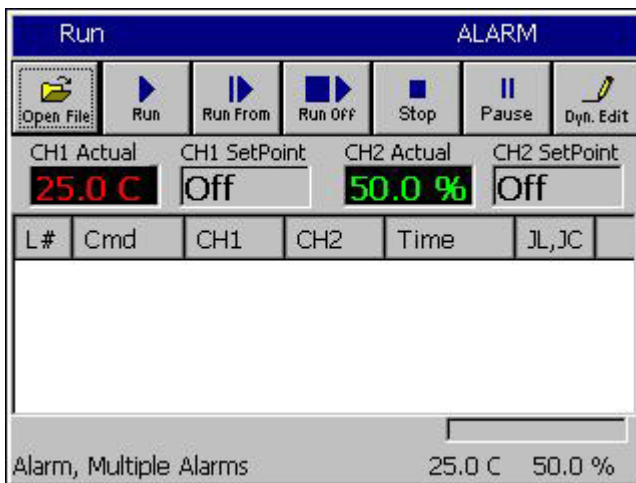 Run ALARM
Open File Run Run From Run Off Stop Pause Dyn. Edit
CH1 Actual CH1 SetPoint CH2 Actual CH2 SetPoint
25.0 C Off 50.0 % Off
L# Cmd CH1 CH2 Time JL,JC
Alarm, Multiple Alarms 25.0 C 50.0 %